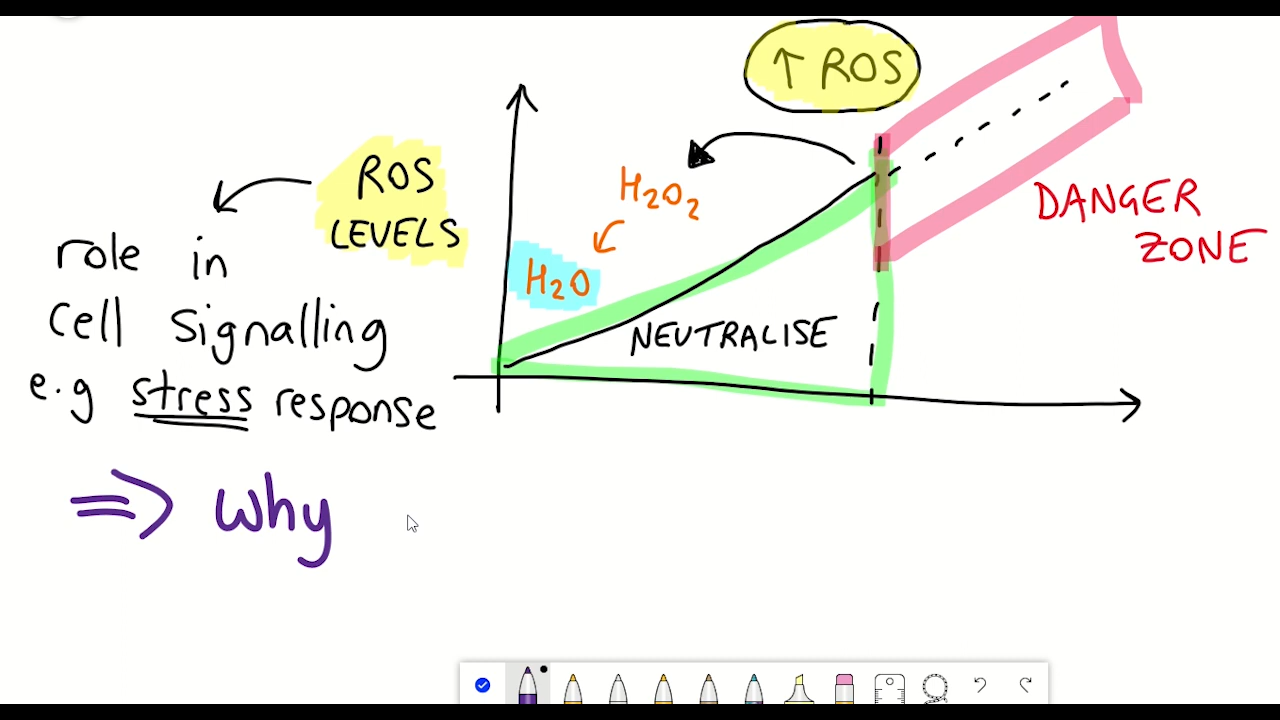 ↑ ROS
ROS
LEVELS
H₂O₂
H₂O
DANGER
ZONE
NEUTRALISE
role in
cell signalling
e.g stress response
=> why